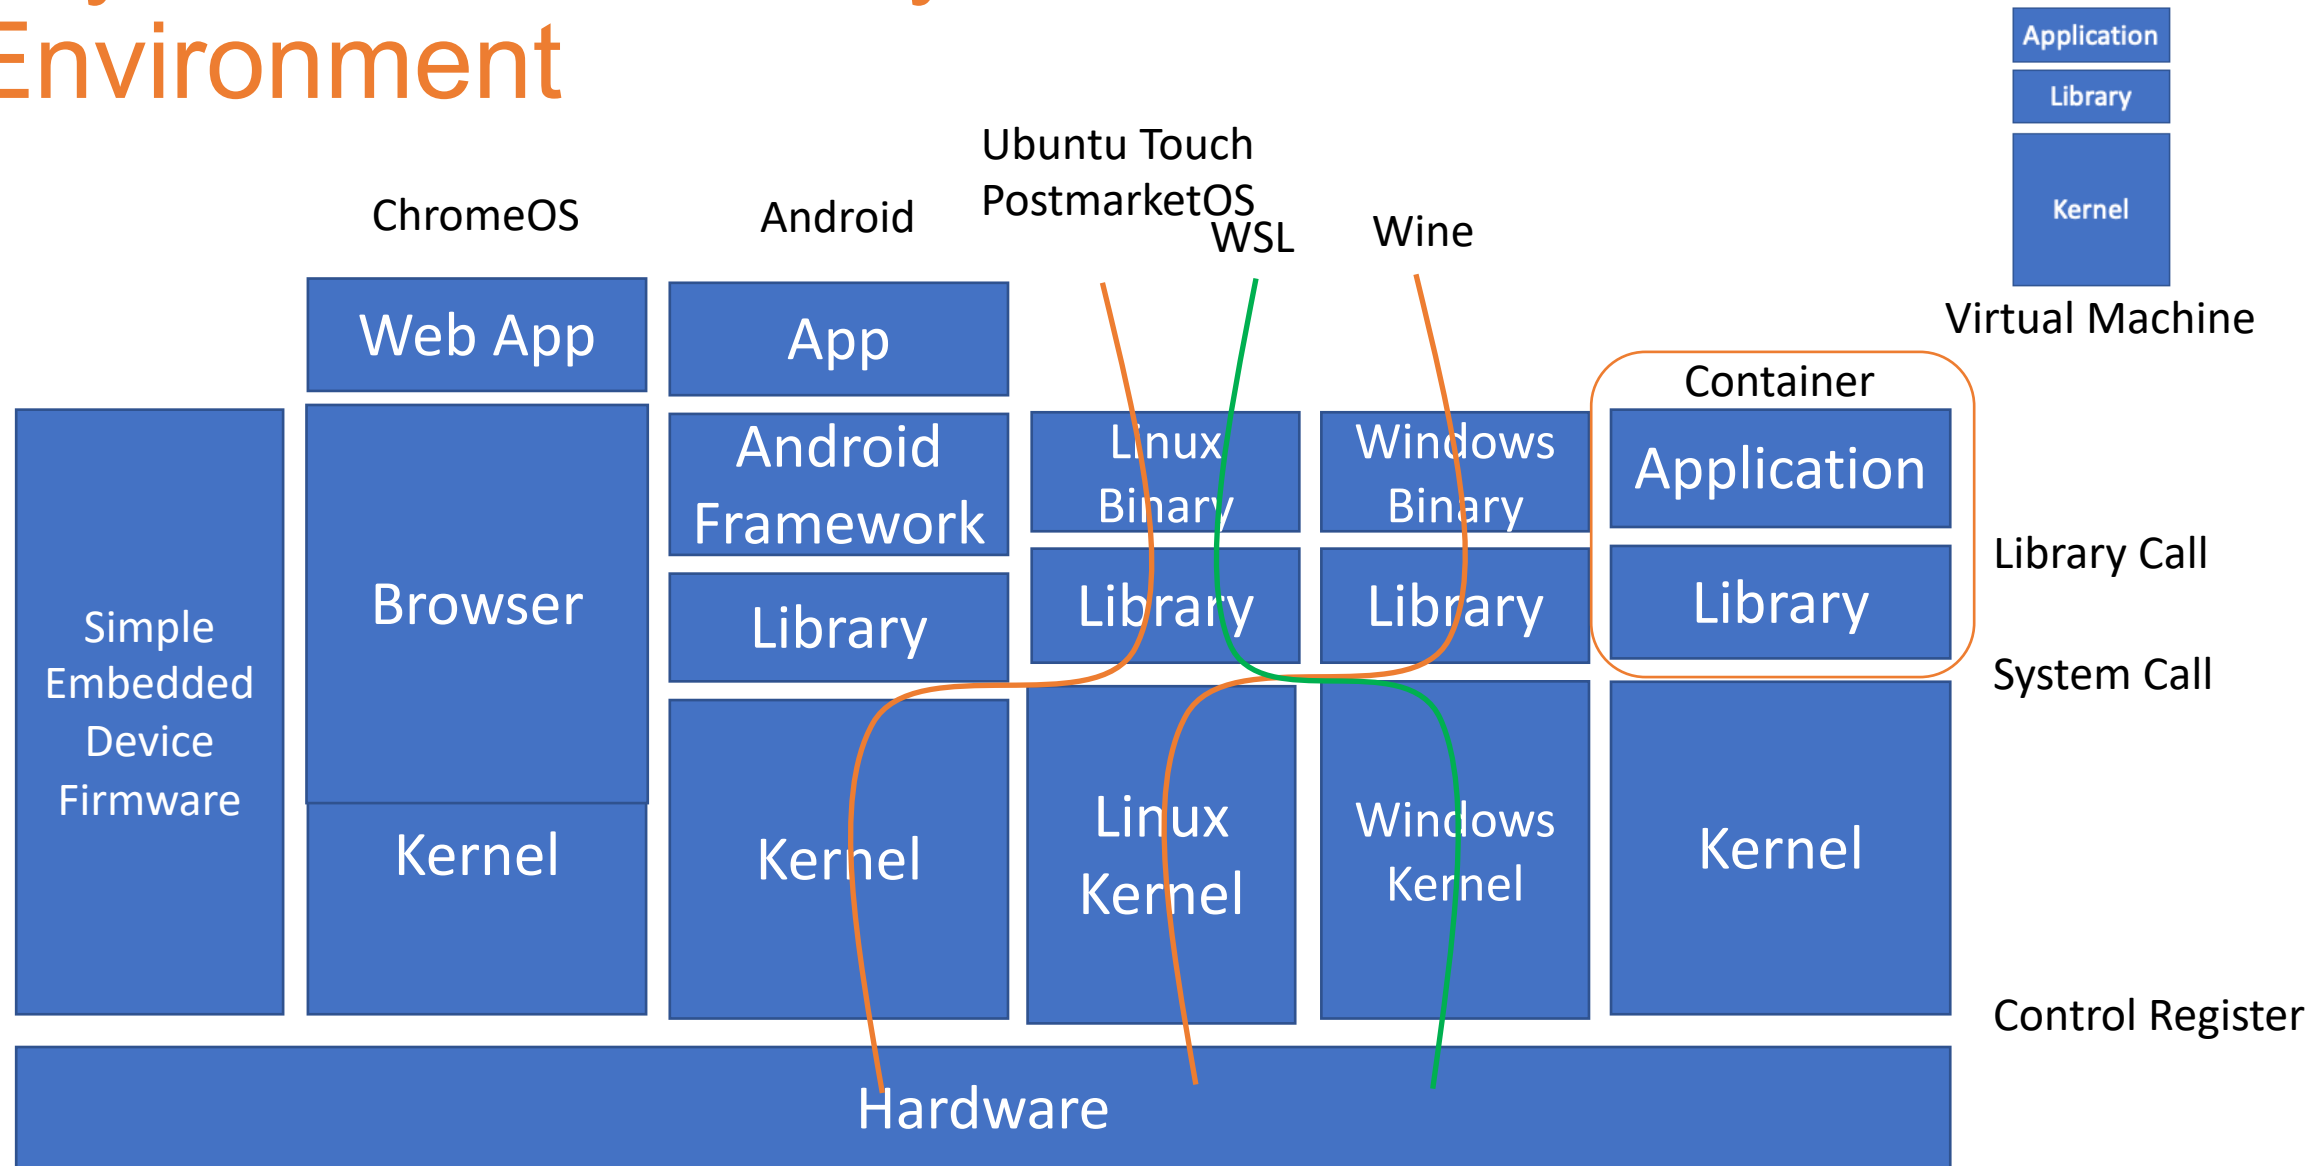 Environment
Application
Library
Kernel
Virtual Machine
Ubuntu Touch
PostmarketOS
ChromeOS
Android
WSL
Wine
Web App
App
Container
Simple
Embedded
Device
Firmware
Browser
Kernel
Android
Framework
Library
Kernel
Linux
Binary
Library
Linux
Kernel
Windows
Binary
Library
Windows
Kernel
Application
Library
Kernel
Library Call
System Call
Control Register
Hardware